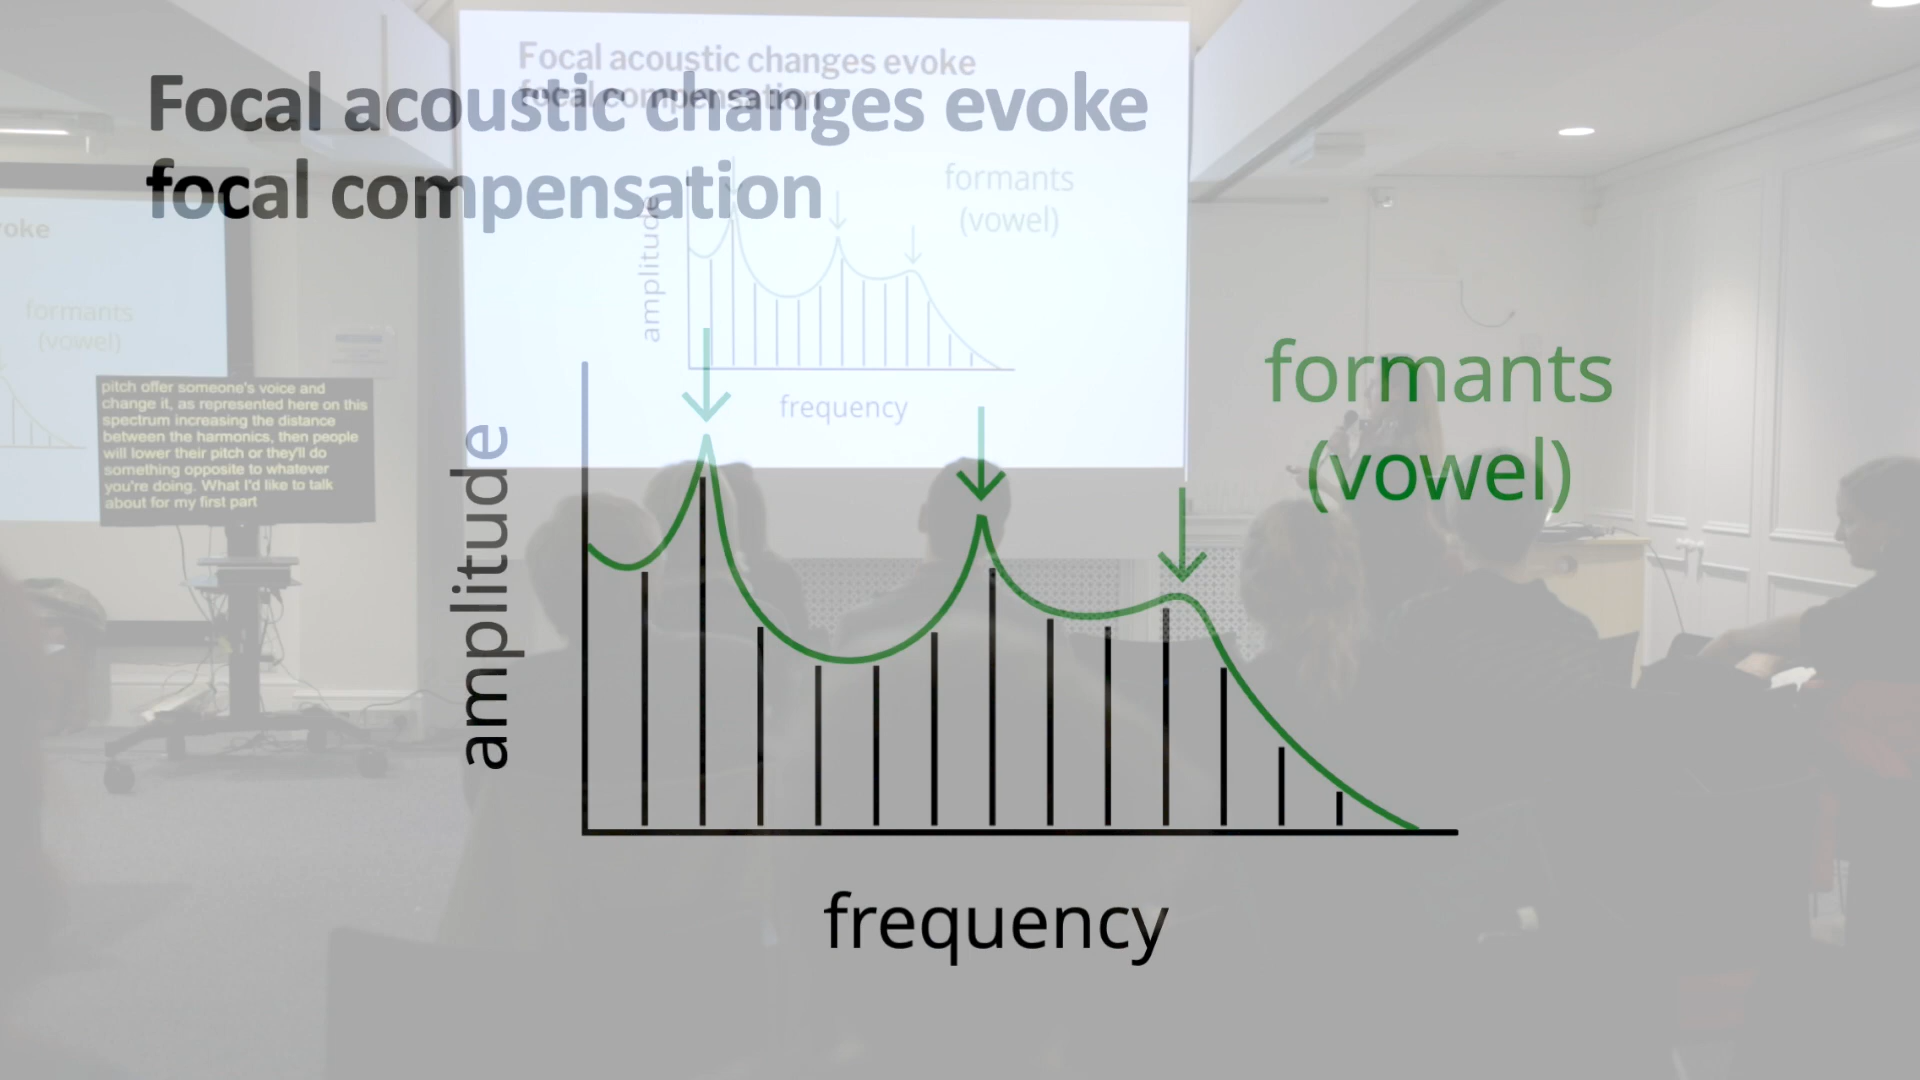 Focal acoustic changes evoke
focal compensation
formants
(vowel)
amplitude
frequency
Focal acoustic changes evoke
focal compensation
formants
(vowel)
amplitude
frequency
oke
formants
(vowel)
pitch offer someone's voice and
change it, as represented here on this
spectrum increasing the distance
between the harmonics, then people
will lower their pitch or they'll do
something opposite to whatever
you're doing. What I'd like to talk
about for my first part